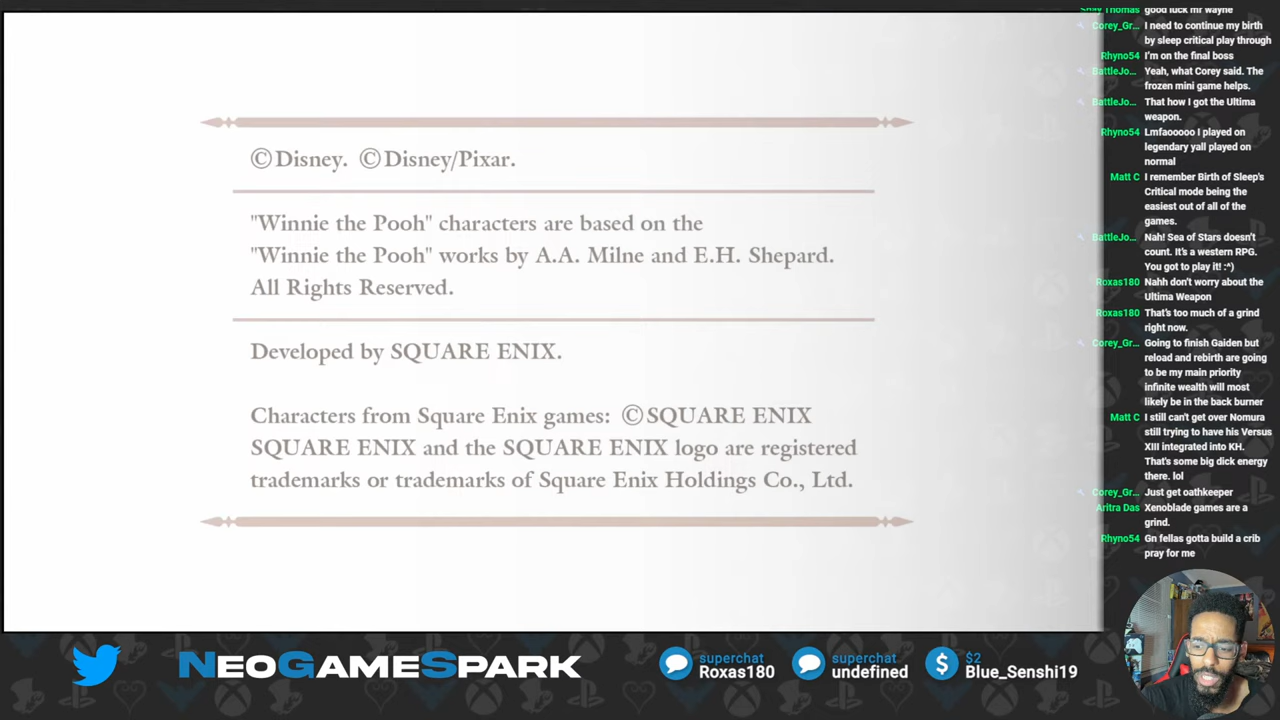 ©Disney. ©Disney/Pixar.
"Winnie the Pooh" characters are based on the
"Winnie the Pooh" works by A.A. Milne and E.H. Shepard.
All Rights Reserved.
Developed by SQUARE ENIX.
Characters from Square Enix games: ©SQUARE ENIX
SQUARE ENIX and the SQUARE ENIX logo are registered
trademarks or trademarks of Square Enix Holdings Co., Ltd.
Thomas good luck mr wayne
Corey_Gr... I need to continue my birth
by sleep critical play through
Rhyno54 I'm on the final boss
BattleJo... Yeah, what Corey said. The
frozen mini game helps.
BattleJo... That how I got the Ultima
weapon.
Rhyno54 Lmfaooooo I played on
legendary yall played on
normal
Matt C I remember Birth of Sleep's
Critical mode being the
easiest out of all of the
games.
BattleJo... Nah! Sea of Stars doesn't
count. It's a western RPG.
You got to play it! :^)
Roxas180 Nahh don't worry about the
Ultima Weapon
Roxas180 That's too much of a grind
right now.
Corey_Gr... Going to finish Gaiden but
reload and rebirth are going
to be my main priority
infinite wealth will most
likely be in the back burner
Matt C I still can't get over Nomura
still trying to have his Versus
XIII integrated into KH.
That's some big dick energy
there. lol
Corey_Gr... Just get oathkeeper
Aritra Das Xenoblade games are a
grind.
Rhyno54 Gn fellas gotta build a crib
pray for me
NEOGAMESPARK
superchat
Roxas180
superchat
undefined
$2
Blue_Senshi19